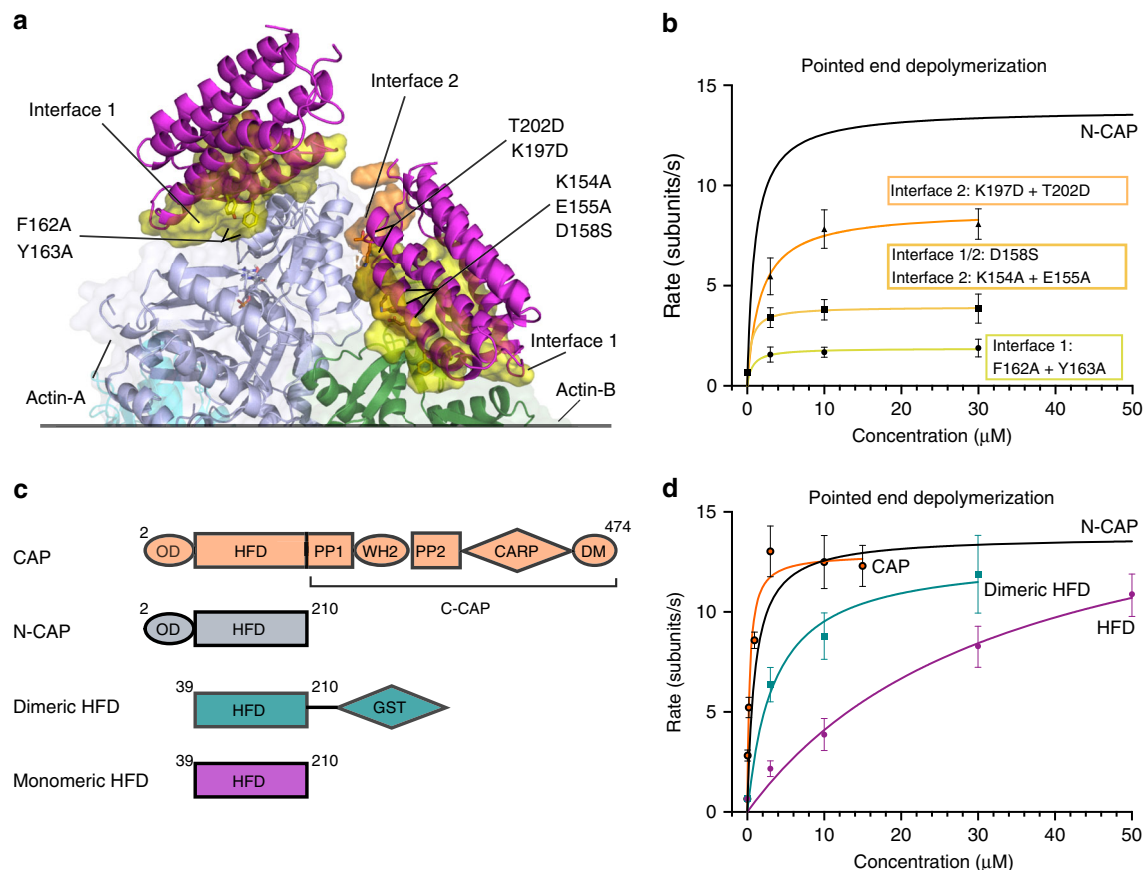 a
Interface 1
Interface 2
T202D
K197D
K154A
E155A
D158S
F162A
Y163A
Interface 1
Actin-A
Actin-B
b
Pointed end depolymerization
15
10
5
0
Rate (subunits/s)
N-CAP
Interface 2: K197D + T202D
Interface 1/2: D158S
Interface 2: K154A + E155A
Interface 1:
F162A + Y163A
0 10 20 30 40 50
Concentration (μM)
c
2 474
CAP OD HFD PP1 WH2 PP2 CARP DM
C-CAP
2 210
N-CAP OD HFD
39 210
Dimeric HFD HFD GST
39 210
Monomeric HFD HFD
d
Pointed end depolymerization
15
10
5
0
Rate (subunits/s)
N-CAP
CAP
Dimeric HFD
HFD
0 10 20 30 40 50
Concentration (μM)